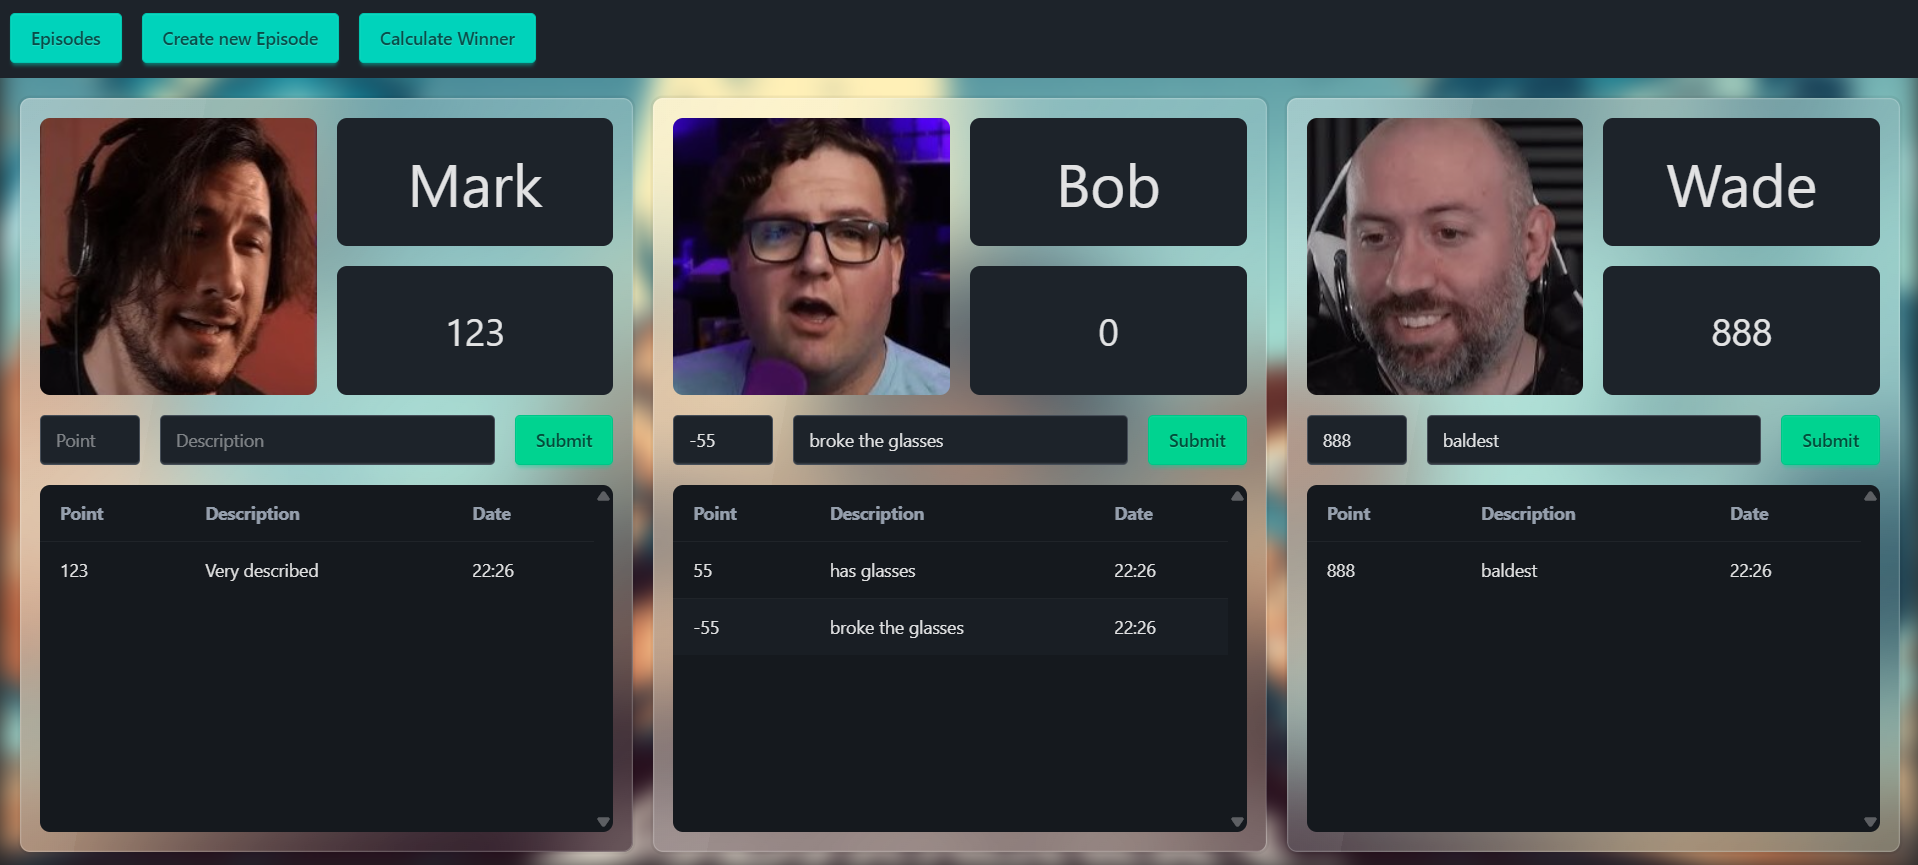 Episodes Create new Episode Calculate Winner
Mark
123
Point Description Submit
Point Description Date
123 Very described 22:26
Bob
0
-55 broke the glasses Submit
Point Description Date
55 has glasses 22:26
-55 broke the glasses 22:26
Wade
888
888 baldest Submit
Point Description Date
888 baldest 22:26